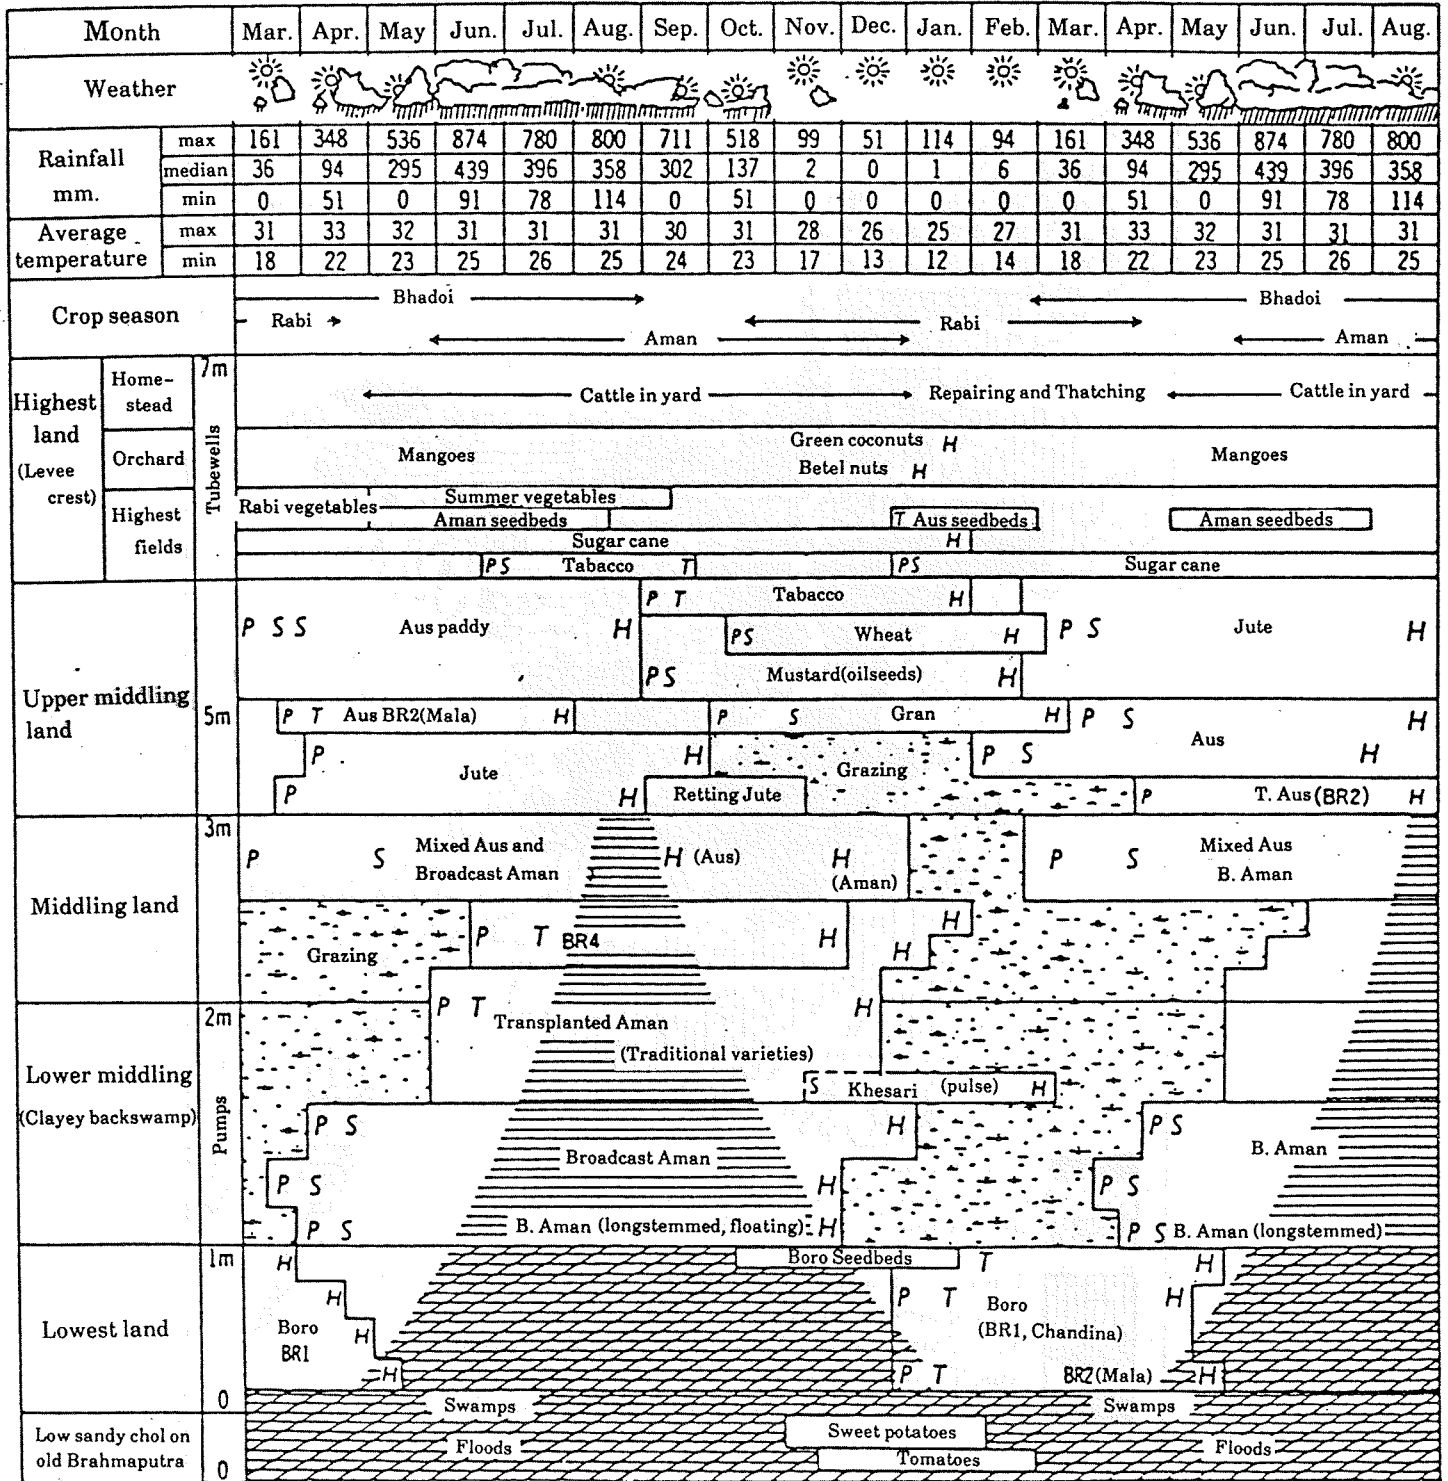 Month Mar. Apr. May Jun. Jul. Aug. Sep. Oct. Nov. Dec. Jan. Feb. Mar. Apr. May Jun. Jul. Aug.
Weather
Rainfall mm.
max 161 348 536 874 780 800 711 518 99 51 114 94 161 348 536 874 780 800
median 36 94 295 439 396 358 302 137 2 0 1 6 36 94 295 439 396 358
min 0 51 0 91 78 114 0 51 0 0 0 0 0 51 0 91 78 114
Average temperature
max 31 33 32 31 31 31 30 31 28 26 25 27 31 33 32 31 31 31
min 18 22 23 25 26 25 24 23 17 13 12 14 18 22 23 25 26 25
Crop season
Bhadoi Bhadoi
Rabi Rabi
Aman Aman
Highest land (Levee crest)
Home-stead
7m
Tubewells
Cattle in yard Repairing and Thatching Cattle in yard
Orchard
Green coconuts H
Mangoes Mangoes
Betel nuts H
Highest fields
Summer vegetables
Rabi vegetables
Aman seedbeds T Aus seedbeds Aman seedbeds
Sugar cane H
PS Tabacco T PS Sugar cane
Upper middling land
5m
P T Tabacco H
P S S Aus paddy H PS Wheat H P S Jute H
PS Mustard(oilseeds) H
P T Aus BR2(Mala) H P S Gran H P S H
Aus
P H P S H
Jute Grazing
P H Retting Jute P T. Aus(BR2) H
Middling land
3m
Mixed Aus and Broadcast Aman
P S H (Aus) H (Aman) P S
Mixed Aus B. Aman
H
P T BR4 H H
Grazing
Lower middling
(Clayey backswamp)
2m
Pumps
P T H
Transplanted Aman
(Traditional varieties)
S Khesari (pulse) H
P S H PS
Broadcast Aman B. Aman
P S H P S
P S B. Aman (longstemmed, floating) H P S B. Aman (longstemmed)
Lowest land
1m
H Boro Seedbeds T H
H P T Boro H
Boro BR1 H (BR1, Chandina)
H P T BR2(Mala) H
0
Swamps Swamps
Low sandy chol on old Brahmaputra
Sweet potatoes
Floods Floods
Tomatoes
0